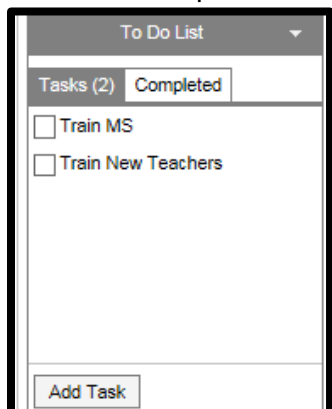 To Do List
Tasks (2) Completed
Train MS
Train New Teachers
Add Task